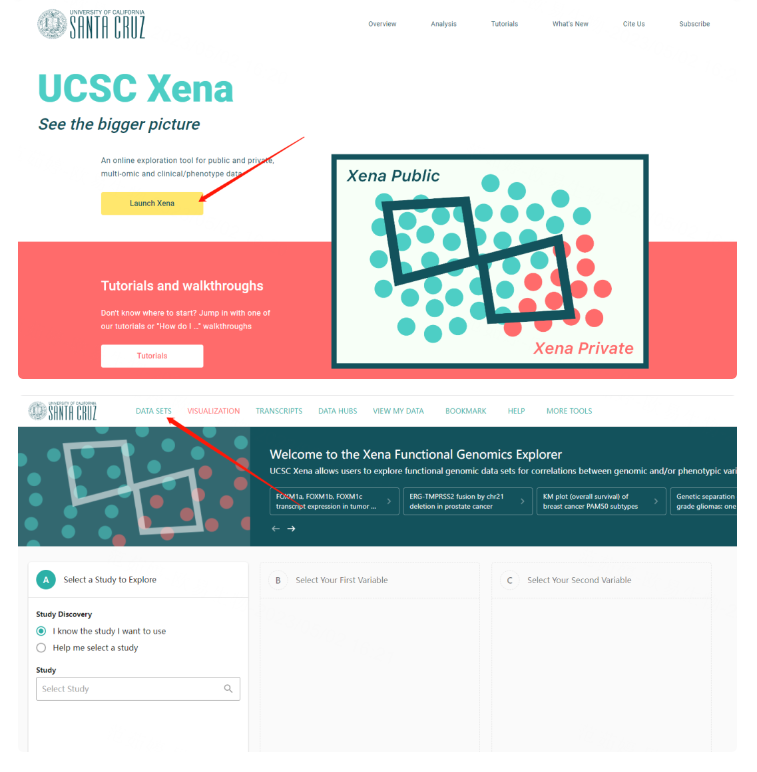 UNIVERSITY OF CALIFORNIA
SANTA CRUZ
Overview
Analysis
Tutorials
What's New
Cite Us
Subscribe
UCSC Xena
See the bigger picture
An online exploration tool for public and private,
multi-omic and clinical/phenotype data
Launch Xena
Xena Public
Xena Private
Tutorials and walkthroughs
Don't know where to start? Jump in with one of
our tutorials or "How do I ..." walkthroughs
Tutorials
UNIVERSITY OF CALIFORNIA
SANTA CRUZ
DATA SETS
VISUALIZATION
TRANSCRIPTS
DATA HUBS
VIEW MY DATA
BOOKMARK
HELP
MORE TOOLS
Welcome to the Xena Functional Genomics Explorer
UCSC Xena allows users to explore functional genomic data sets for correlations between genomic and/or phenotypic vari
FOXM1a, FOXM1b, FOXM1c
transcript expression in tumor ...
ERG-TMPRSS2 fusion by chr21
deletion in prostate cancer
KM plot (overall survival) of
breast cancer PAM50 subtypes
Genetic separation
grade gliomas: one
A
Select a Study to Explore
B
Select Your First Variable
C
Select Your Second Variable
Study Discovery
I know the study I want to use
Help me select a study
Study
Select Study